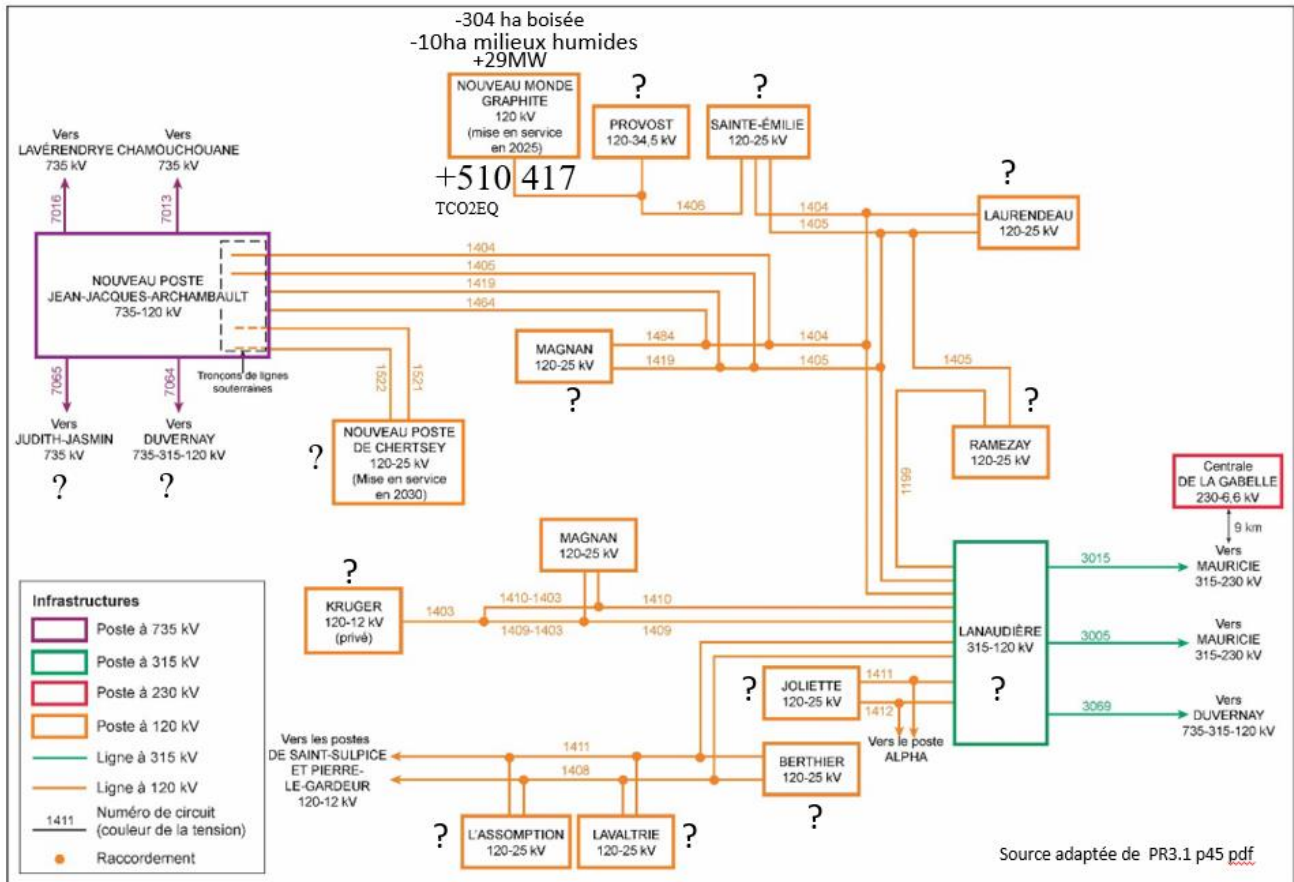 -304 ha boisée
-10ha milieux humides
+29MW
NOUVEAU MONDE
GRAPHITE
120 kV
(mise en service
en 2025)
+510 417
TCO2EQ
?
PROVOST
120-34,5 kV
?
SAINTE-ÉMILIE
120-25 kV
1406
?
LAURENDEAU
120-25 kV
1404
1405
Vers
LAVÉRENDRYE
735 kV
Vers
CHAMOUCHOUANE
735 kV
7016
7013
NOUVEAU POSTE
JEAN-JACQUES-ARCHAMBAULT
735-120 kV
Tronçons de lignes
souterraines
1404
1405
1419
1464
7065
7064
Vers
JUDITH-JASMIN
735 kV
?
Vers
DUVERNAY
735-315-120 kV
?
1522
1521
?
NOUVEAU POSTE
DE CHERTSEY
120-25 kV
(Mise en service
en 2030)
MAGNAN
120-25 kV
?
1484
1404
1419
1405
1405
?
RAMEZAY
120-25 kV
1199
Centrale
DE LA GABELLE
230-6,6 kV
9 km
3015
Vers
MAURICIE
315-230 kV
3005
Vers
MAURICIE
315-230 kV
3069
Vers
DUVERNAY
735-315-120 kV
LANAUDIÈRE
315-120 kV
?
MAGNAN
120-25 kV
?
KRUGER
120-12 kV
(privé)
1403
1410-1403
1410
1409-1403
1409
?
JOLIETTE
120-25 kV
1411
1412
Vers le poste
ALPHA
Vers les postes
DE SAINT-SULPICE
ET PIERRE-
LE-GARDEUR
120-12 kV
1411
1408
BERTHIER
120-25 kV
?
?
L'ASSOMPTION
120-25 kV
LAVALTRIE
120-25 kV
?
Infrastructures
Poste à 735 kV
Poste à 315 kV
Poste à 230 kV
Poste à 120 kV
Ligne à 315 kV
Ligne à 120 kV
1411
Numéro de circuit
(couleur de la tension)
Raccordement
Source adaptée de PR3.1 p45 pdf